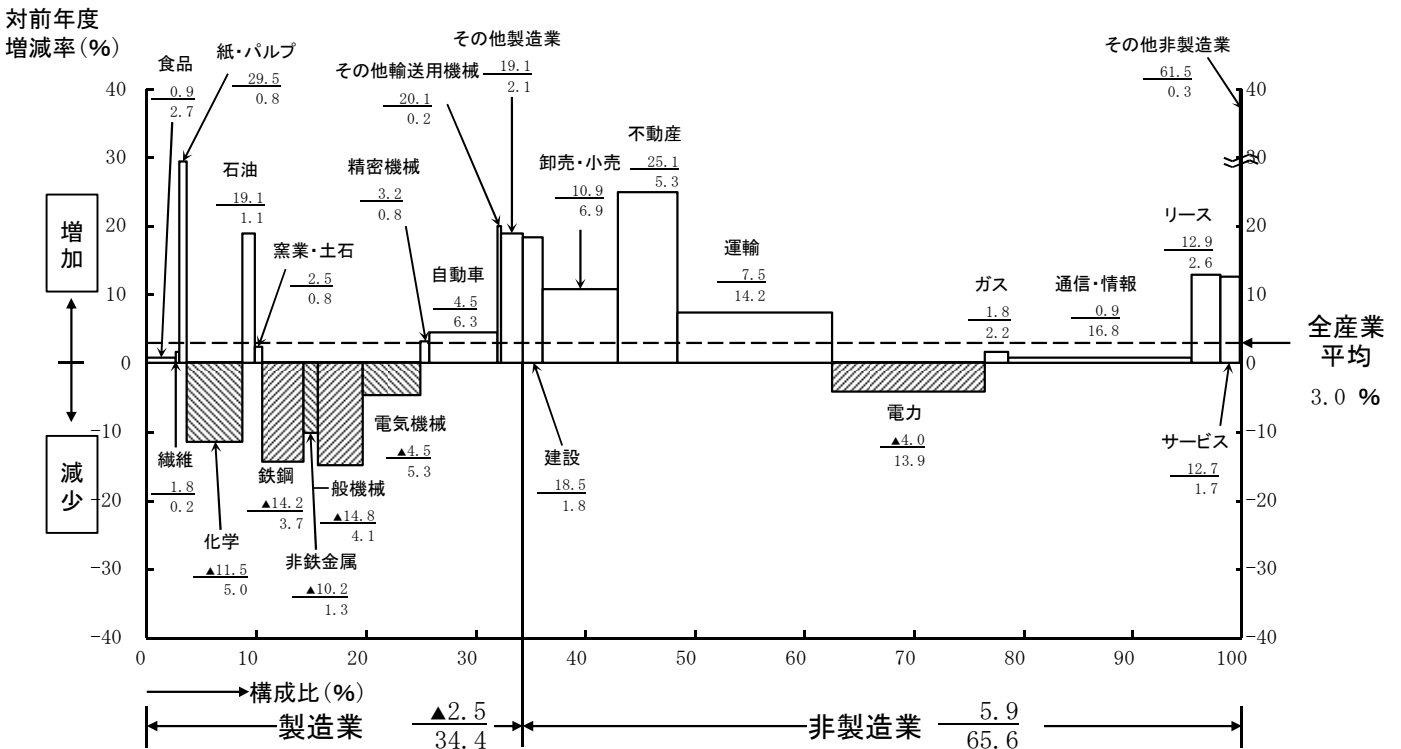 対前年度
増減率(%)
食品
0.9
2.7
紙・パルプ
29.5
0.8
石油
19.1
1.1
窯業・土石
2.5
0.8
精密機械
3.2
0.8
自動車
4.5
6.3
その他輸送用機械
20.1
0.2
その他製造業
19.1
2.1
卸売・小売
10.9
6.9
不動産
25.1
5.3
運輸
7.5
14.2
ガス
1.8
2.2
通信・情報
0.9
16.8
リース
12.9
2.6
その他非製造業
61.5
0.3
40
30
20
10
0
-10
-20
-30
-40
増加
減少
繊維
1.8
0.2
化学
▲11.5
5.0
鉄鋼
▲14.2
3.7
非鉄金属
▲10.2
1.3
一般機械
▲14.8
4.1
電気機械
▲4.5
5.3
建設
18.5
1.8
電力
▲4.0
13.9
サービス
12.7
1.7
40
30
20
10
0
-10
-20
-30
-40
全産業
平均
3.0 %
0 10 20 30 40 50 60 70 80 90 100
構成比(%)
製造業
▲2.5
34.4
非製造業
5.9
65.6